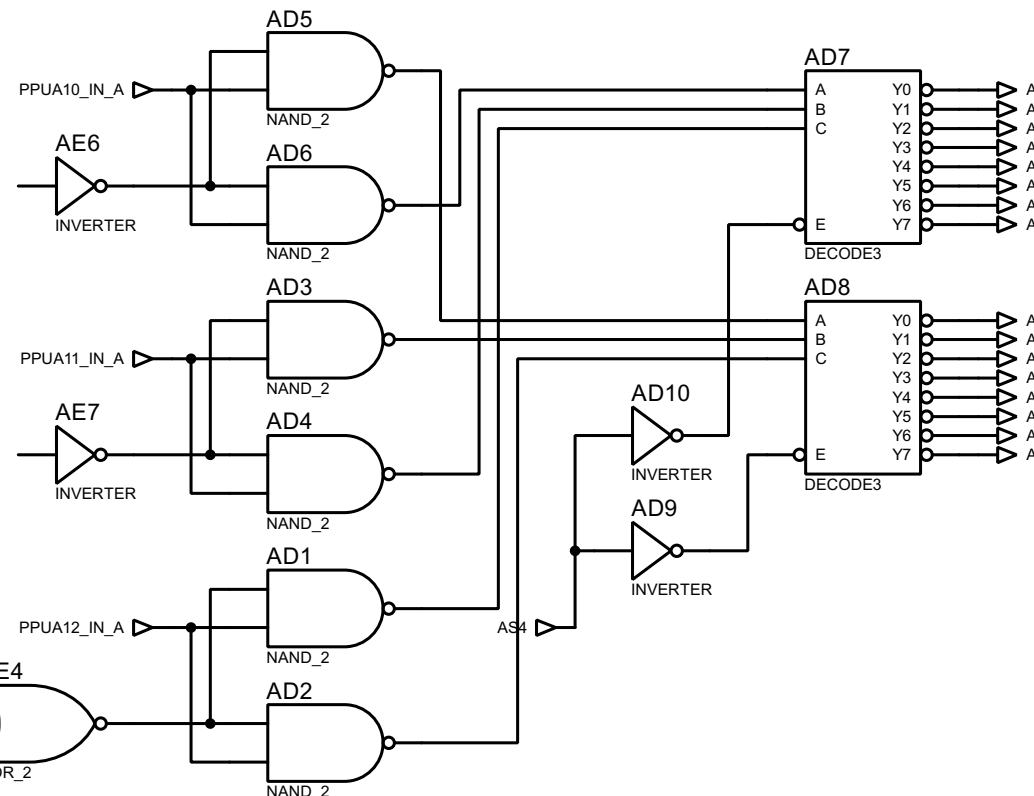 AD5
PPUA10_IN_A
NAND_2
AE6
INVERTER
AD6
NAND_2
AD7
A Y0 A
B Y1 A
C Y2 A
Y3 A
Y4 A
Y5 A
Y6 A
E Y7 A
DECODE3
AD3
PPUA11_IN_A
NAND_2
AE7
INVERTER
AD4
NAND_2
AD8
A Y0 A
B Y1 A
C Y2 A
Y3 A
Y4 A
Y5 A
Y6 A
E Y7 A
DECODE3
AD10
INVERTER
AD9
INVERTER
AS4
AD1
PPUA12_IN_A
NAND_2
E4
R_2
AD2
NAND_2